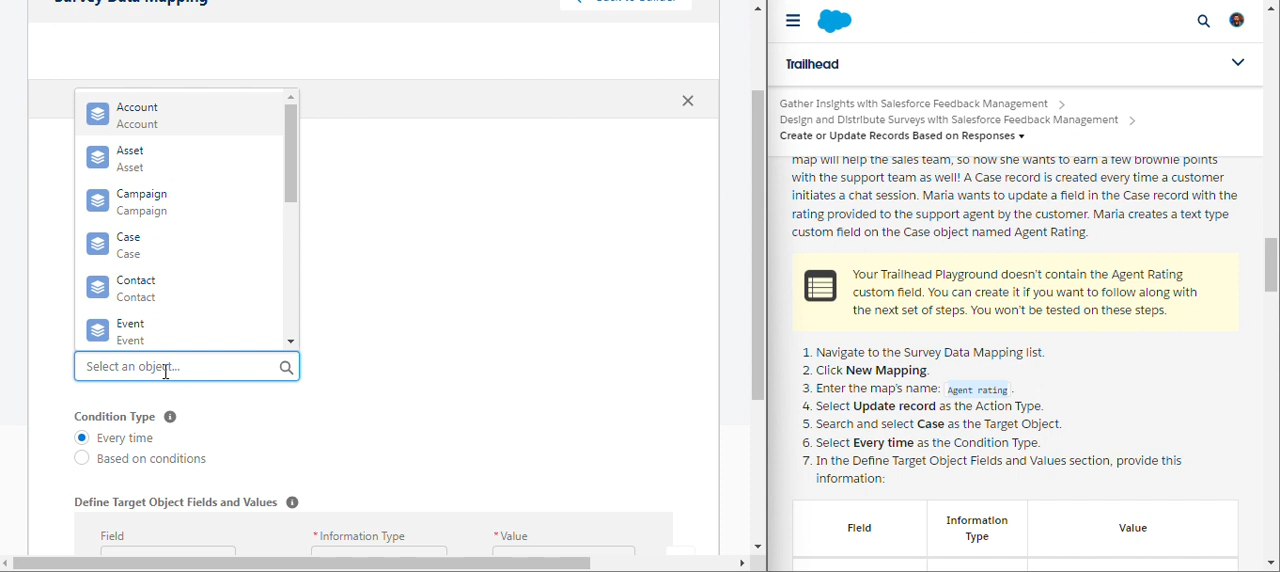 Survey Data Mapping
Back to Builder
Account
Account
Asset
Asset
Campaign
Campaign
Case
Case
Contact
Contact
Event
Event
Select an object...
Condition Type
Every time
Based on conditions
Define Target Object Fields and Values
Field
* Information Type
* Value
Trailhead
Gather Insights with Salesforce Feedback Management
Design and Distribute Surveys with Salesforce Feedback Management
Create or Update Records Based on Responses
map will help the sales team, so now she wants to earn a few brownie points
with the support team as well! A Case record is created every time a customer
initiates a chat session. Maria wants to update a field in the Case record with the
rating provided to the support agent by the customer. Maria creates a text type
custom field on the Case object named Agent Rating.
Your Trailhead Playground doesn't contain the Agent Rating
custom field. You can create it if you want to follow along with
the next set of steps. You won't be tested on these steps.
1. Navigate to the Survey Data Mapping list.
2. Click New Mapping.
3. Enter the map's name: Agent rating.
4. Select Update record as the Action Type.
5. Search and select Case as the Target Object.
6. Select Every time as the Condition Type.
7. In the Define Target Object Fields and Values section, provide this
information:
Field
Information
Type
Value